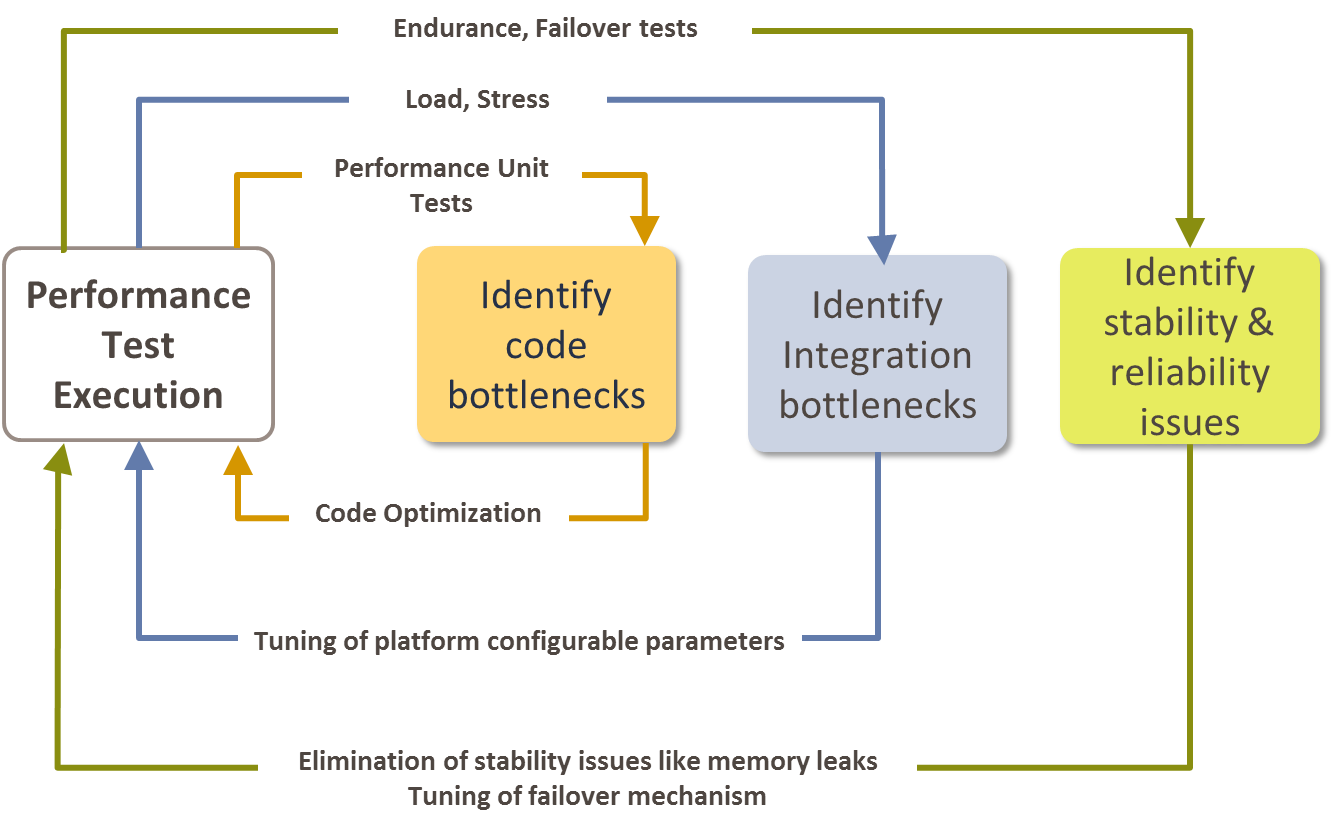 Endurance, Failover tests
Load, Stress
Performance Unit
Tests
Performance
Test
Execution
Identify
code
bottlenecks
Identify
Integration
bottlenecks
Identify
stability &
reliability
issues
Code Optimization
Tuning of platform configurable parameters
Elimination of stability issues like memory leaks
Tuning of failover mechanism